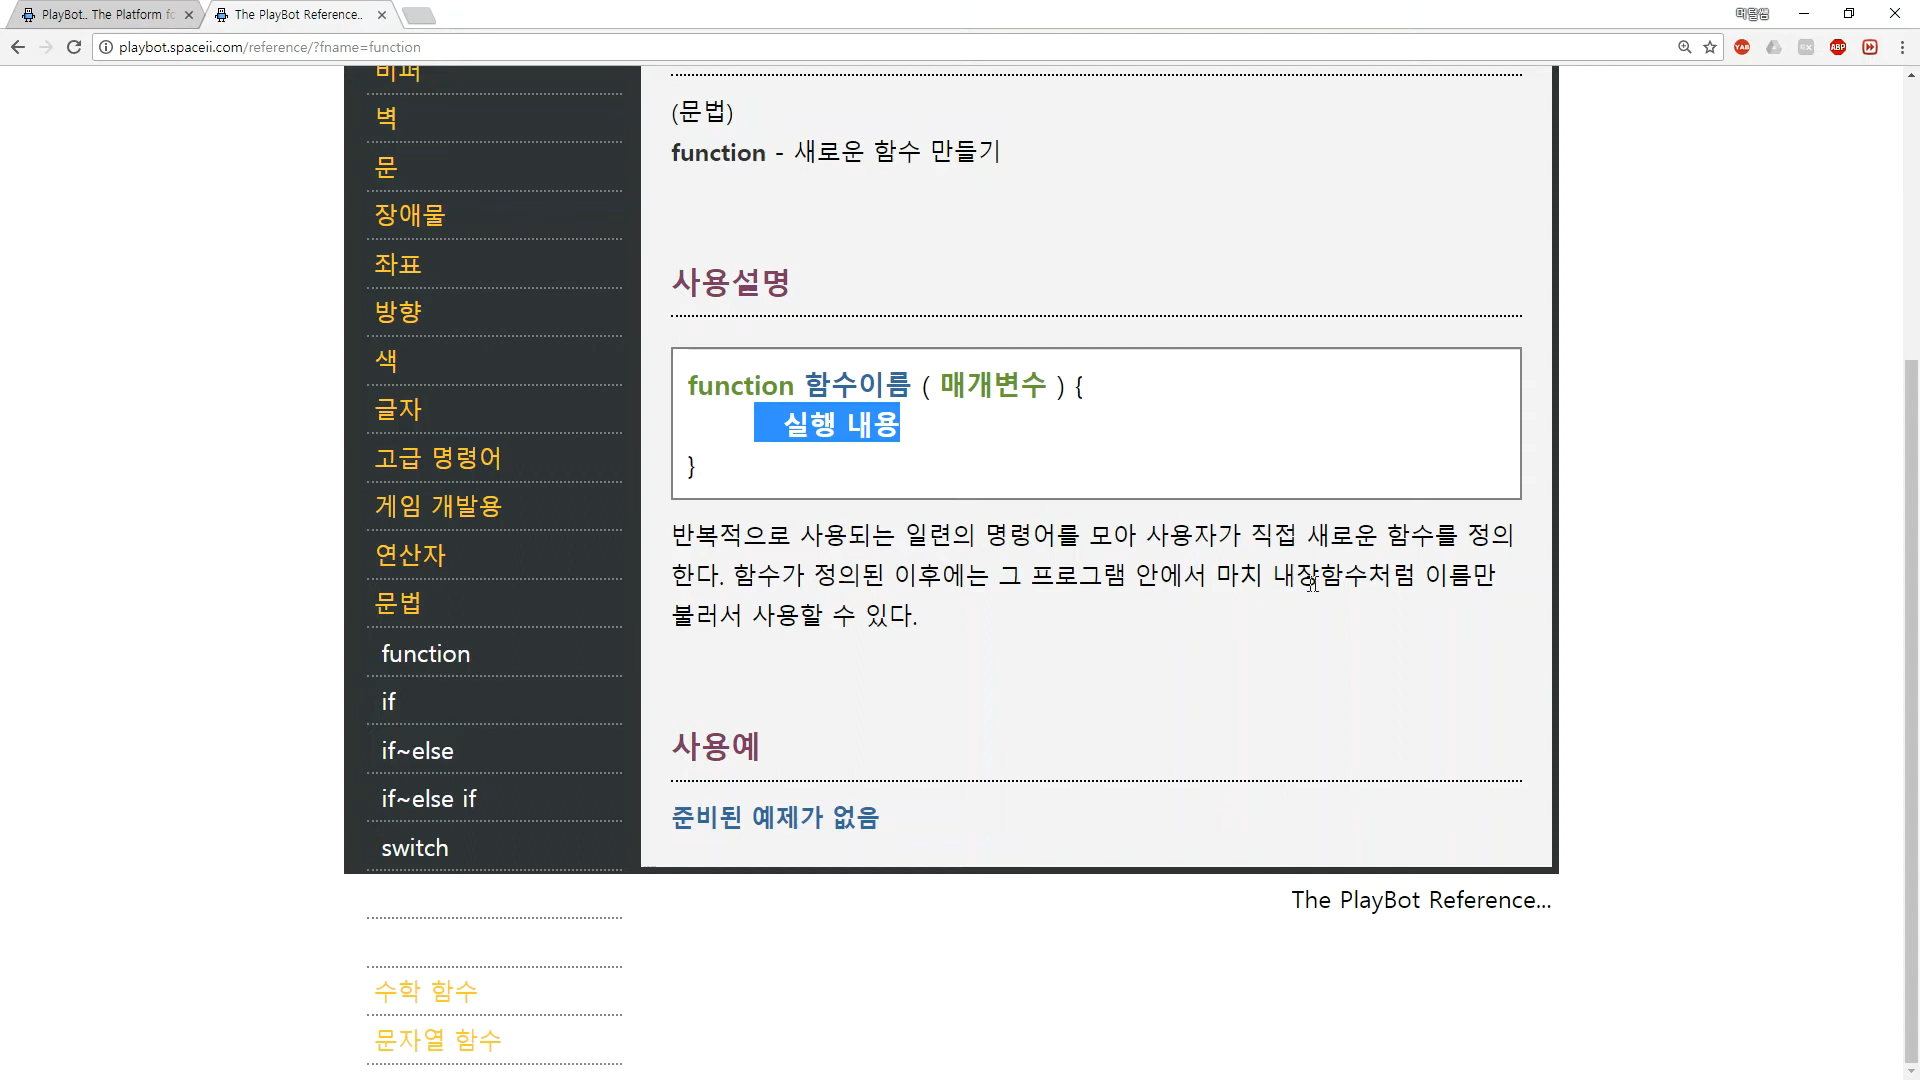 PlayBot.. The Platform fo
The PlayBot Reference..
머털쌤
playbot.spaceii.com/reference/?fname=function
YAB
ABP
비퍼
벽
문
장애물
좌표
방향
색
글자
고급 명령어
게임 개발용
연산자
문법
function
if
if~else
if~else if
switch
수학 함수
문자열 함수
(문법)
function - 새로운 함수 만들기
사용설명
function 함수이름 ( 매개변수 ) {
실행 내용
}
반복적으로 사용되는 일련의 명령어를 모아 사용자가 직접 새로운 함수를 정의
한다. 함수가 정의된 이후에는 그 프로그램 안에서 마치 내장함수처럼 이름만
불러서 사용할 수 있다.
사용예
준비된 예제가 없음
The PlayBot Reference...